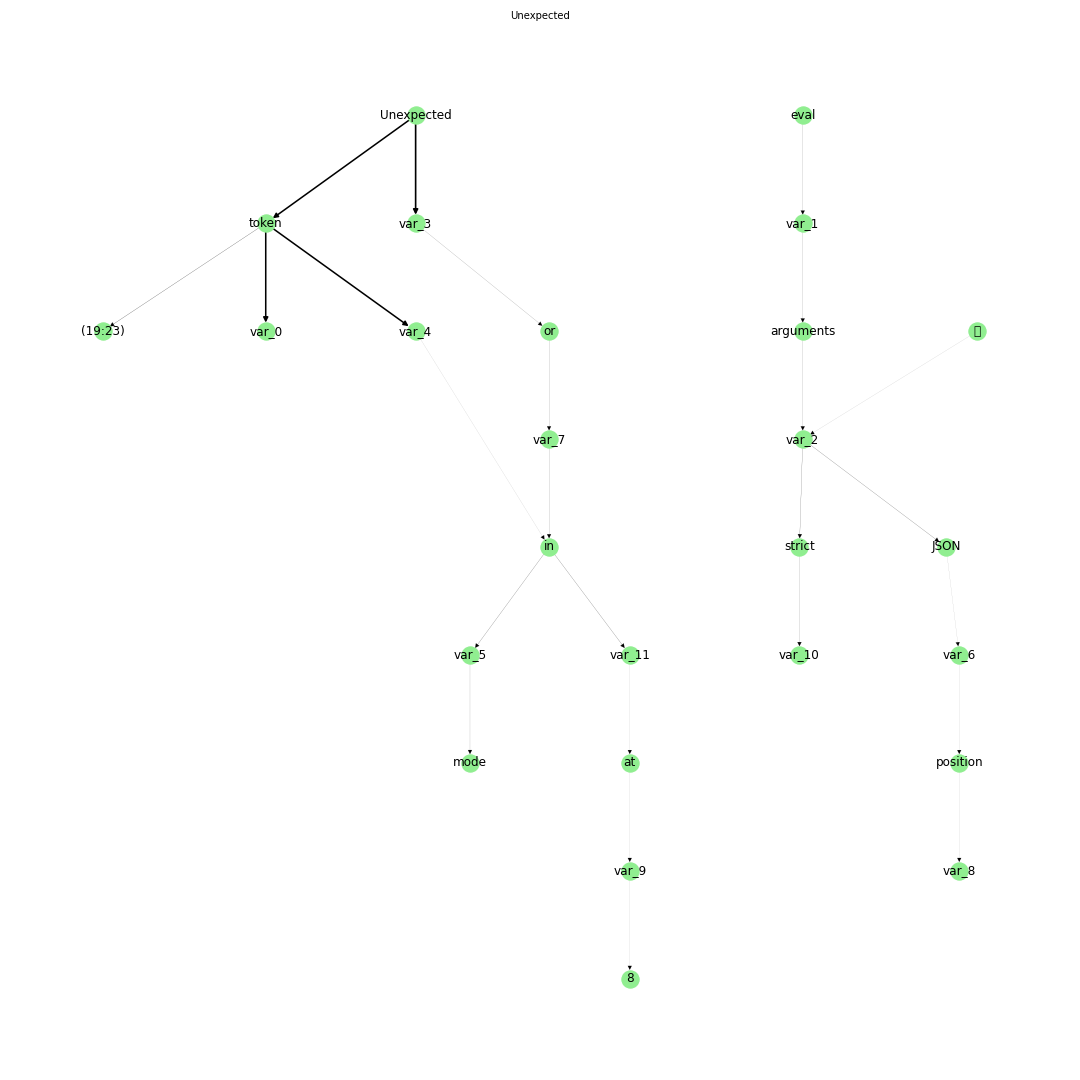 Unexpected
Unexpected
eval
token
var_3
var_1
(19:23)
var_0
var_4
or
arguments
var_7
var_2
in
strict
JSON
var_5
var_11
var_10
var_6
mode
at
position
var_9
var_8
8